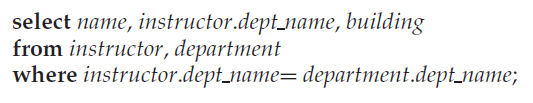 select name, instructor.dept_name, building
from instructor, department
where instructor.dept_name= department.dept_name;